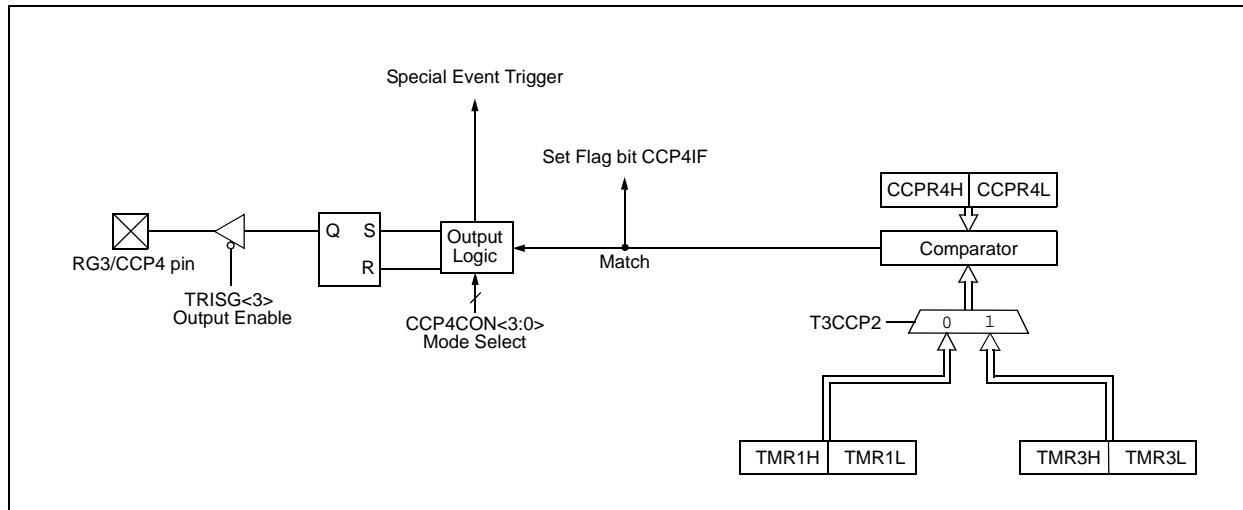 Special Event Trigger
Set Flag bit CCP4IF
CCPR4H CCPR4L
Q S
R
Output
Logic
Comparator
RG3/CCP4 pin
Match
TRISG<3>
Output Enable
CCP4CON<3:0>
Mode Select
T3CCP2 0 1
TMR1H TMR1L
TMR3H TMR3L